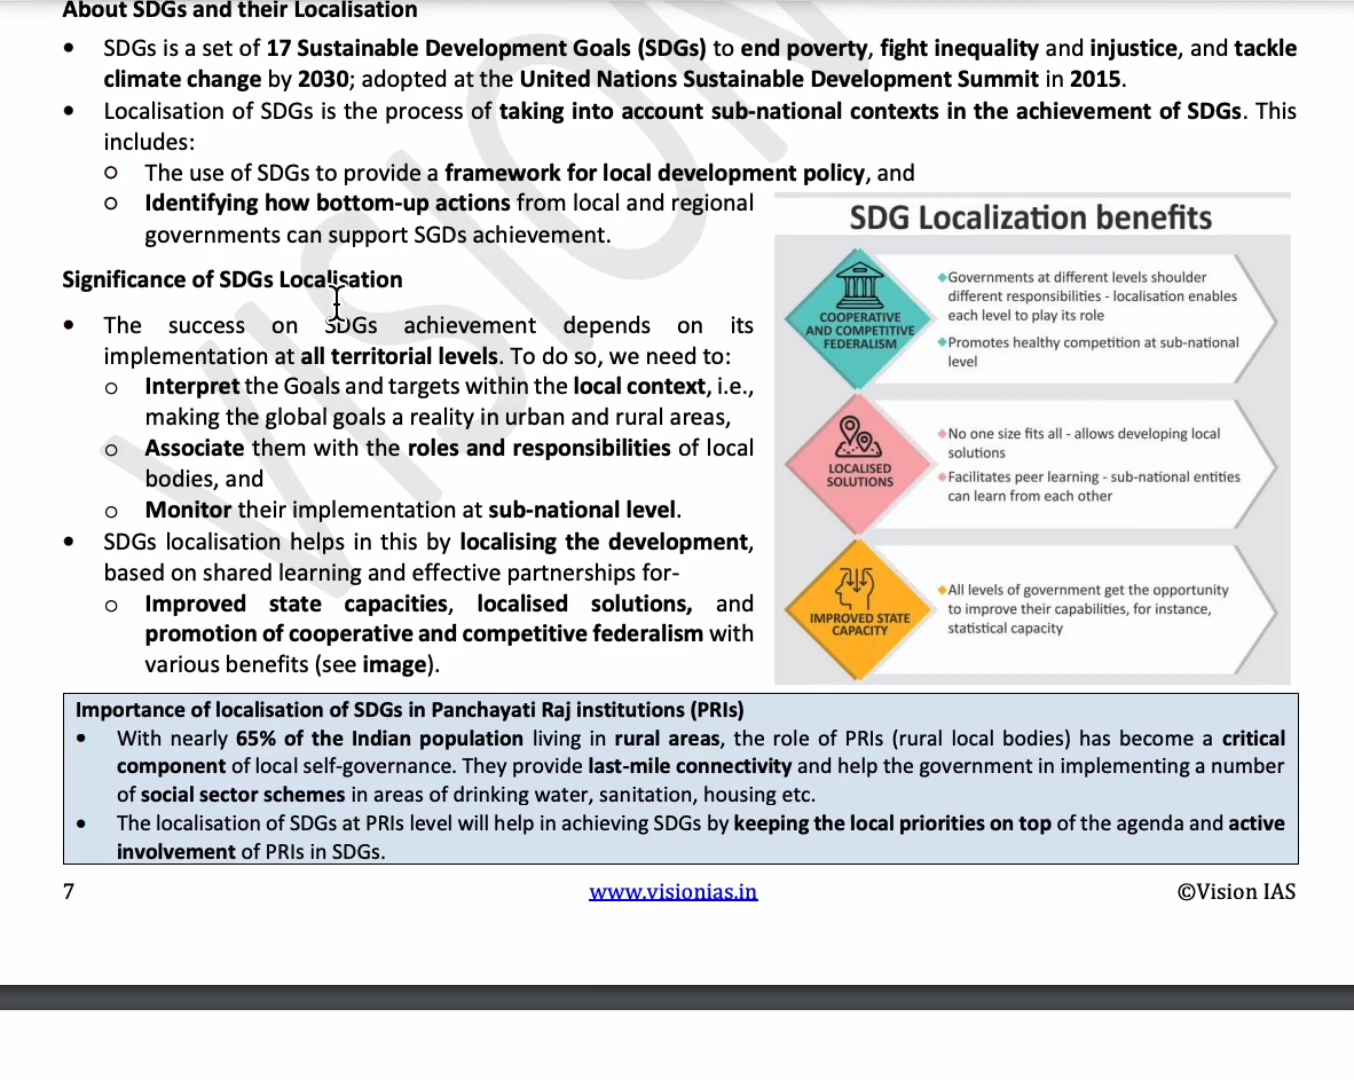 About SDGs and their Localisation
• SDGs is a set of 17 Sustainable Development Goals (SDGs) to end poverty, fight inequality and injustice, and tackle
climate change by 2030; adopted at the United Nations Sustainable Development Summit in 2015.
• Localisation of SDGs is the process of taking into account sub-national contexts in the achievement of SDGs. This
includes:
o The use of SDGs to provide a framework for local development policy, and
o Identifying how bottom-up actions from local and regional
governments can support SGDs achievement.
Significance of SDGs Localisation
• The success on SDGs achievement depends on its
implementation at all territorial levels. To do so, we need to:
o Interpret the Goals and targets within the local context, i.e.,
making the global goals a reality in urban and rural areas,
o Associate them with the roles and responsibilities of local
bodies, and
o Monitor their implementation at sub-national level.
• SDGs localisation helps in this by localising the development,
based on shared learning and effective partnerships for-
o Improved state capacities, localised solutions, and
promotion of cooperative and competitive federalism with
various benefits (see image).
SDG Localization benefits
COOPERATIVE
AND COMPETITIVE
FEDERALISM
◆Governments at different levels shoulder
different responsibilities - localisation enables
each level to play its role
◆Promotes healthy competition at sub-national
level
LOCALISED
SOLUTIONS
◆No one size fits all - allows developing local
solutions
◆Facilitates peer learning - sub-national entities
can learn from each other
IMPROVED STATE
CAPACITY
◆All levels of government get the opportunity
to improve their capabilities, for instance,
statistical capacity
Importance of localisation of SDGs in Panchayati Raj institutions (PRIs)
• With nearly 65% of the Indian population living in rural areas, the role of PRIs (rural local bodies) has become a critical
component of local self-governance. They provide last-mile connectivity and help the government in implementing a number
of social sector schemes in areas of drinking water, sanitation, housing etc.
• The localisation of SDGs at PRIs level will help in achieving SDGs by keeping the local priorities on top of the agenda and active
involvement of PRIs in SDGs.
7
www.visionias.in
©Vision IAS
VISION